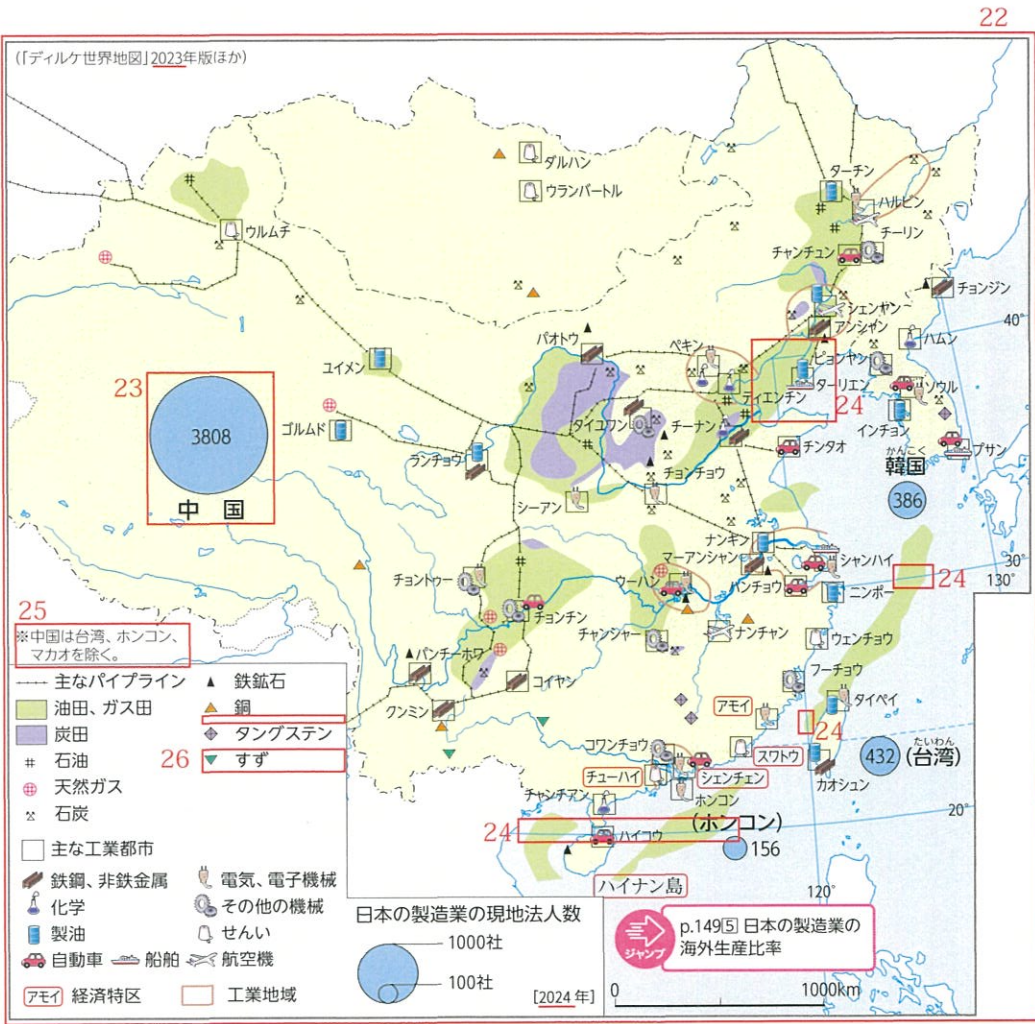 22
(「ディルケ世界地図」2023年版ほか)
ダルハン
ウランバートル
ターチン
ハルビン
チーリン
チャンチュン
ウルムチ
チョンジン
シェンヤン
アンシャン
40°
ハムン
パオトウ
ペキン
ピョンヤン
ターリエン
ソウル
ユイメン
23
3808
中国
ティエンチン
24
インチョン
ゴルムド
タイユワン
チーナン
チンタオ
プサン
ランチョウ
かんこく
韓国
386
チョンチョウ
シーアン
ナンキン
マーアンシャン
シャンハイ
30°
130°
24
チョントゥー
ウーハン
ハンチョウ
ニンポー
チョンチン
チャンシャー
ナンチャン
ウェンチョウ
25
※中国は台湾、ホンコン、
マカオを除く。
パンチーホワ
コイヤン
フーチョウ
タイペイ
クンミン
アモイ
24
コワンチョウ
スワトウ
たいわん
432
(台湾)
チューハイ
シェンチェン
カオシュン
ホンコン
チャンチアン
20°
24
ハイコウ
(ホンコン)
156
ハイナン島
120°
主なパイプライン
油田、ガス田
炭田
石油
天然ガス
石炭
鉄鉱石
銅
タングステン
26
すず
主な工業都市
鉄鋼、非鉄金属
電気、電子機械
化学
その他の機械
製油
せんい
自動車
船舶
航空機
アモイ 経済特区
工業地域
日本の製造業の現地法人数
1000社
100社
[2024年]
ジャンプ
p.149⑤ 日本の製造業の
海外生産比率
0
1000km